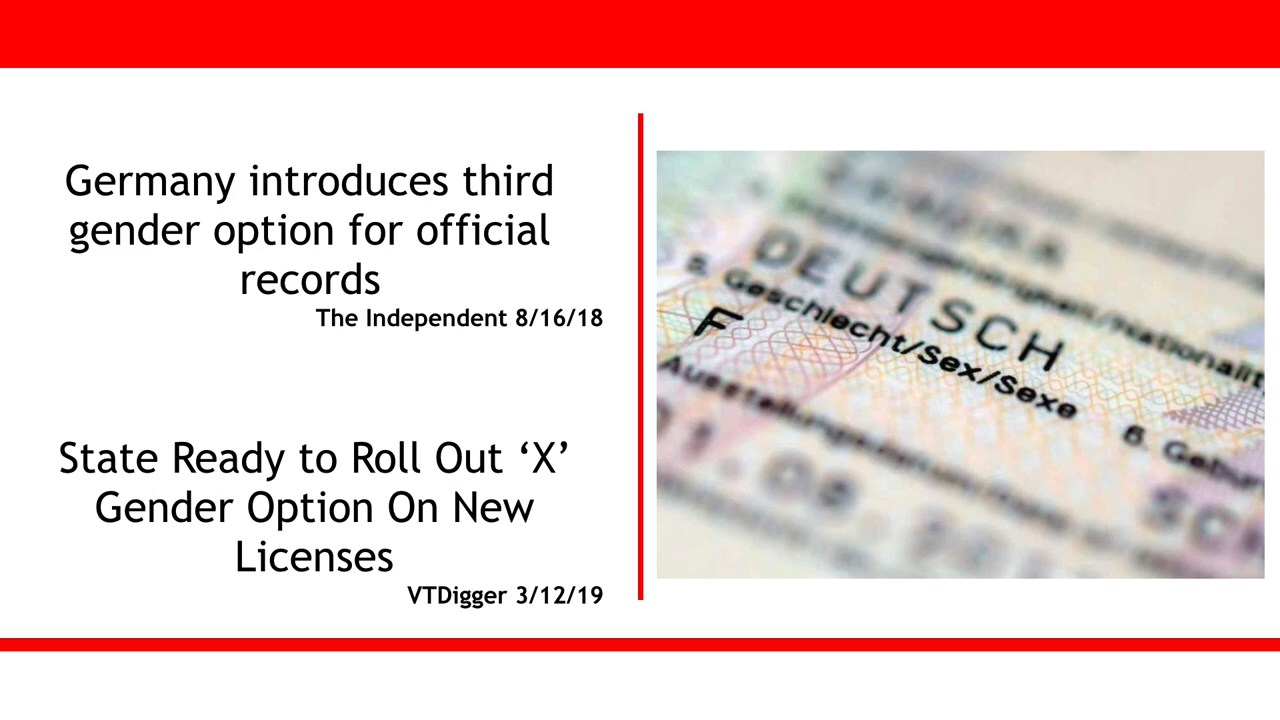 Germany introduces third
gender option for official
records
The Independent 8/16/18
State Ready to Roll Out ‘X’
Gender Option On New
Licenses
VTDigger 3/12/19
DEUTSCH
5. Geschlecht/Sex/Sexe
F